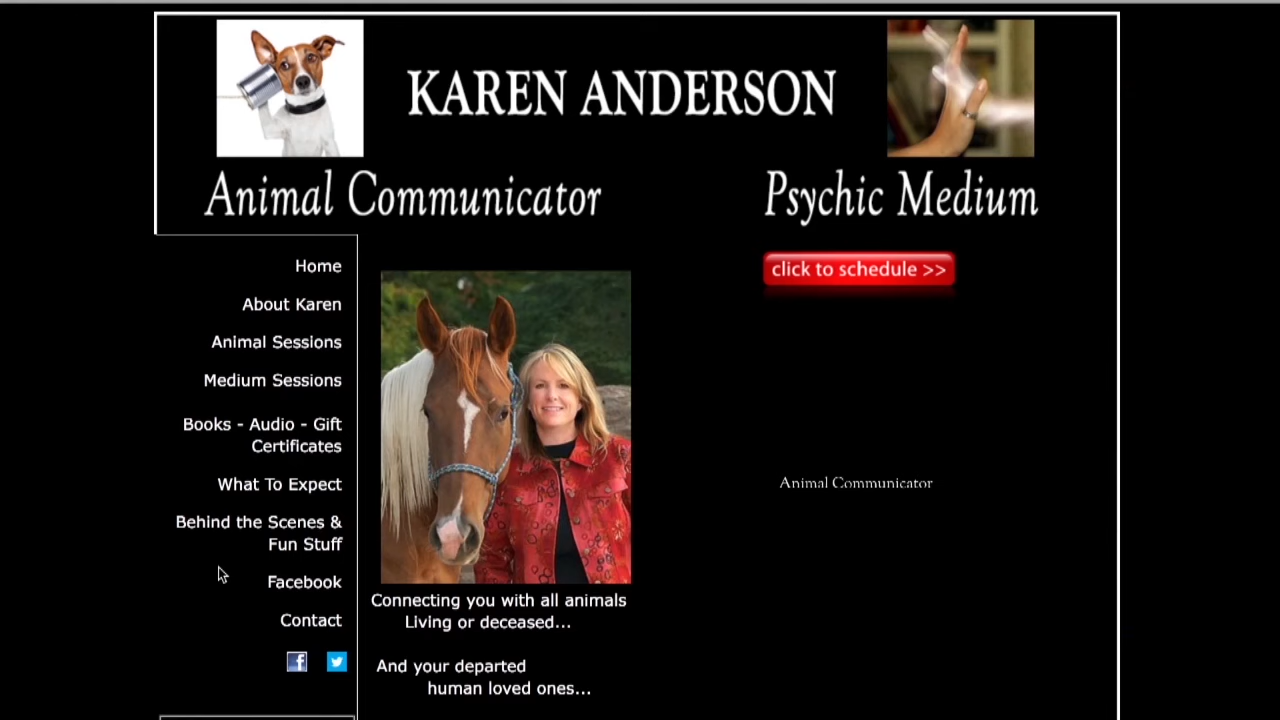 KAREN ANDERSON
Animal Communicator
Psychic Medium
click to schedule >>
Home
About Karen
Animal Sessions
Medium Sessions
Books - Audio - Gift
Certificates
What To Expect
Behind the Scenes &
Fun Stuff
Facebook
Contact
Connecting you with all animals
Living or deceased...
And your departed
human loved ones...
Animal Communicator